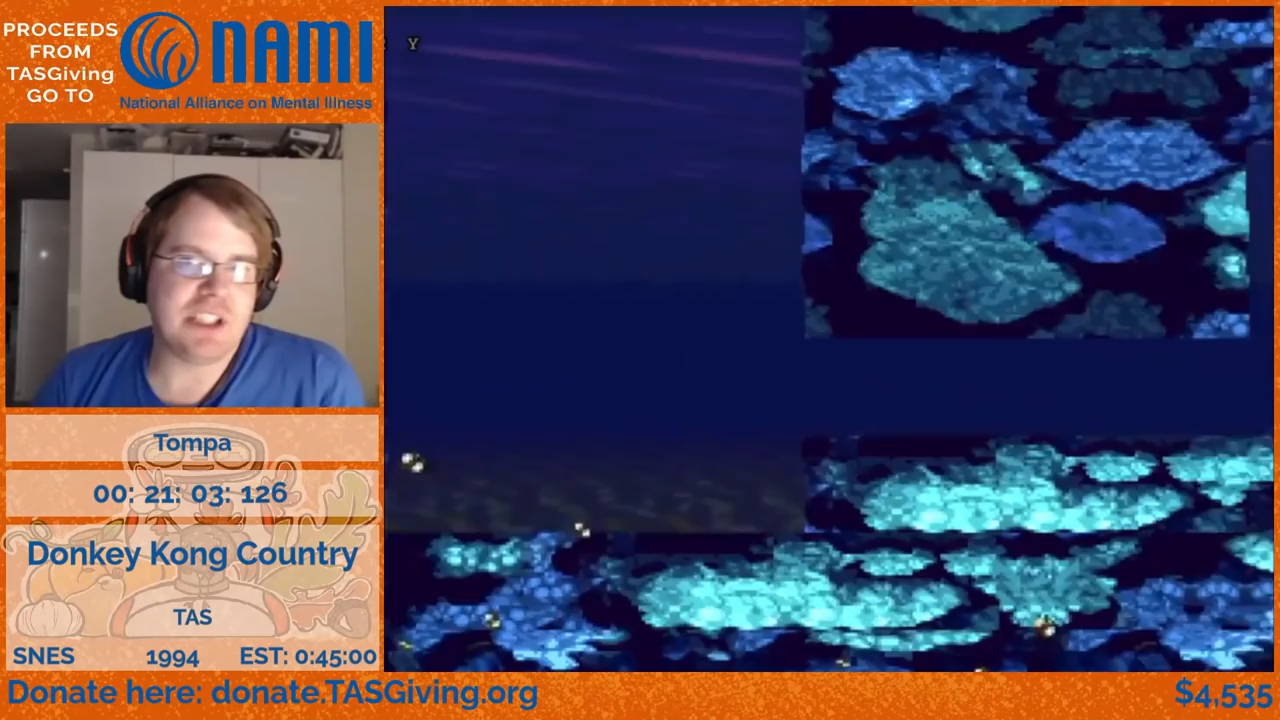 PROCEEDS
FROM
TASGiving
GO TO
NAMI
National Alliance on Mental Illness
Y
Tompa
00: 21: 03: 126
Donkey Kong Country
TAS
SNES 1994 EST: 0:45:00
Donate here: donate.TASGiving.org
$4,535